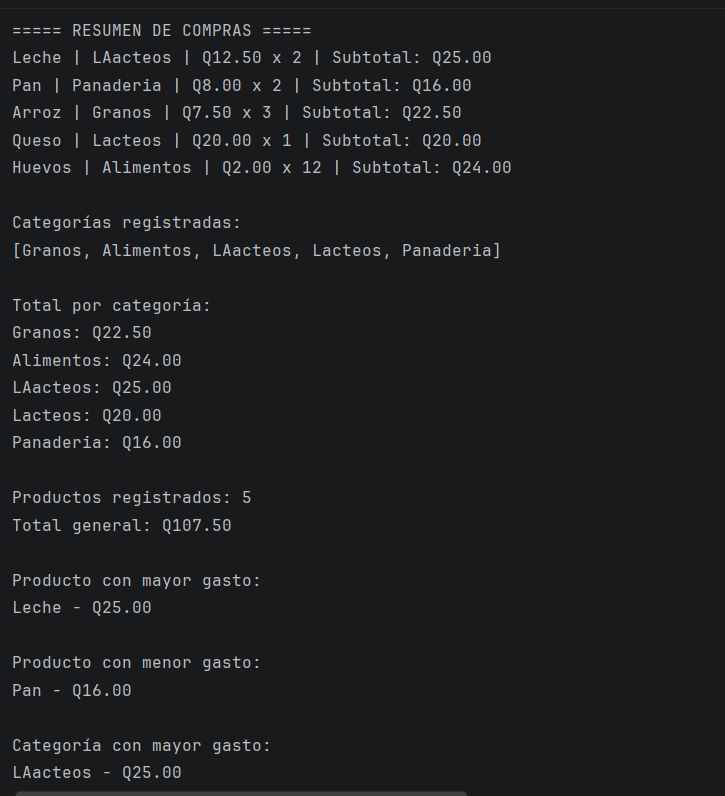 ===== RESUMEN DE COMPRAS =====
Leche | LAacteos | Q12.50 x 2 | Subtotal: Q25.00
Pan | Panaderia | Q8.00 x 2 | Subtotal: Q16.00
Arroz | Granos | Q7.50 x 3 | Subtotal: Q22.50
Queso | Lacteos | Q20.00 x 1 | Subtotal: Q20.00
Huevos | Alimentos | Q2.00 x 12 | Subtotal: Q24.00
Categorías registradas:
[Granos, Alimentos, LAacteos, Lacteos, Panaderia]
Total por categoría:
Granos: Q22.50
Alimentos: Q24.00
LAacteos: Q25.00
Lacteos: Q20.00
Panaderia: Q16.00
Productos registrados: 5
Total general: Q107.50
Producto con mayor gasto:
Leche - Q25.00
Producto con menor gasto:
Pan - Q16.00
Categoría con mayor gasto:
LAacteos - Q25.00